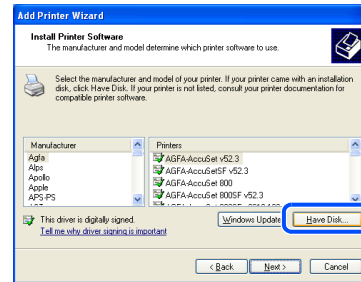 Add Printer Wizard
Install Printer Software
The manufacturer and model determine which printer software to use.
Select the manufacturer and model of your printer. If your printer came with an installation
disk, click Have Disk. If your printer is not listed, consult your printer documentation for
compatible printer software.
Manufacturer
Agfa
Alps
Apollo
Apple
APS-PS
Printers
AGFA-AccuSet v52.3
AGFA-AccuSetSF v52.3
AGFA-AccuSet 800
AGFA-AccuSet 800SF v52.3
This driver is digitally signed.
Tell me why driver signing is important
Windows Update
Have Disk...
< Back
Next >
Cancel